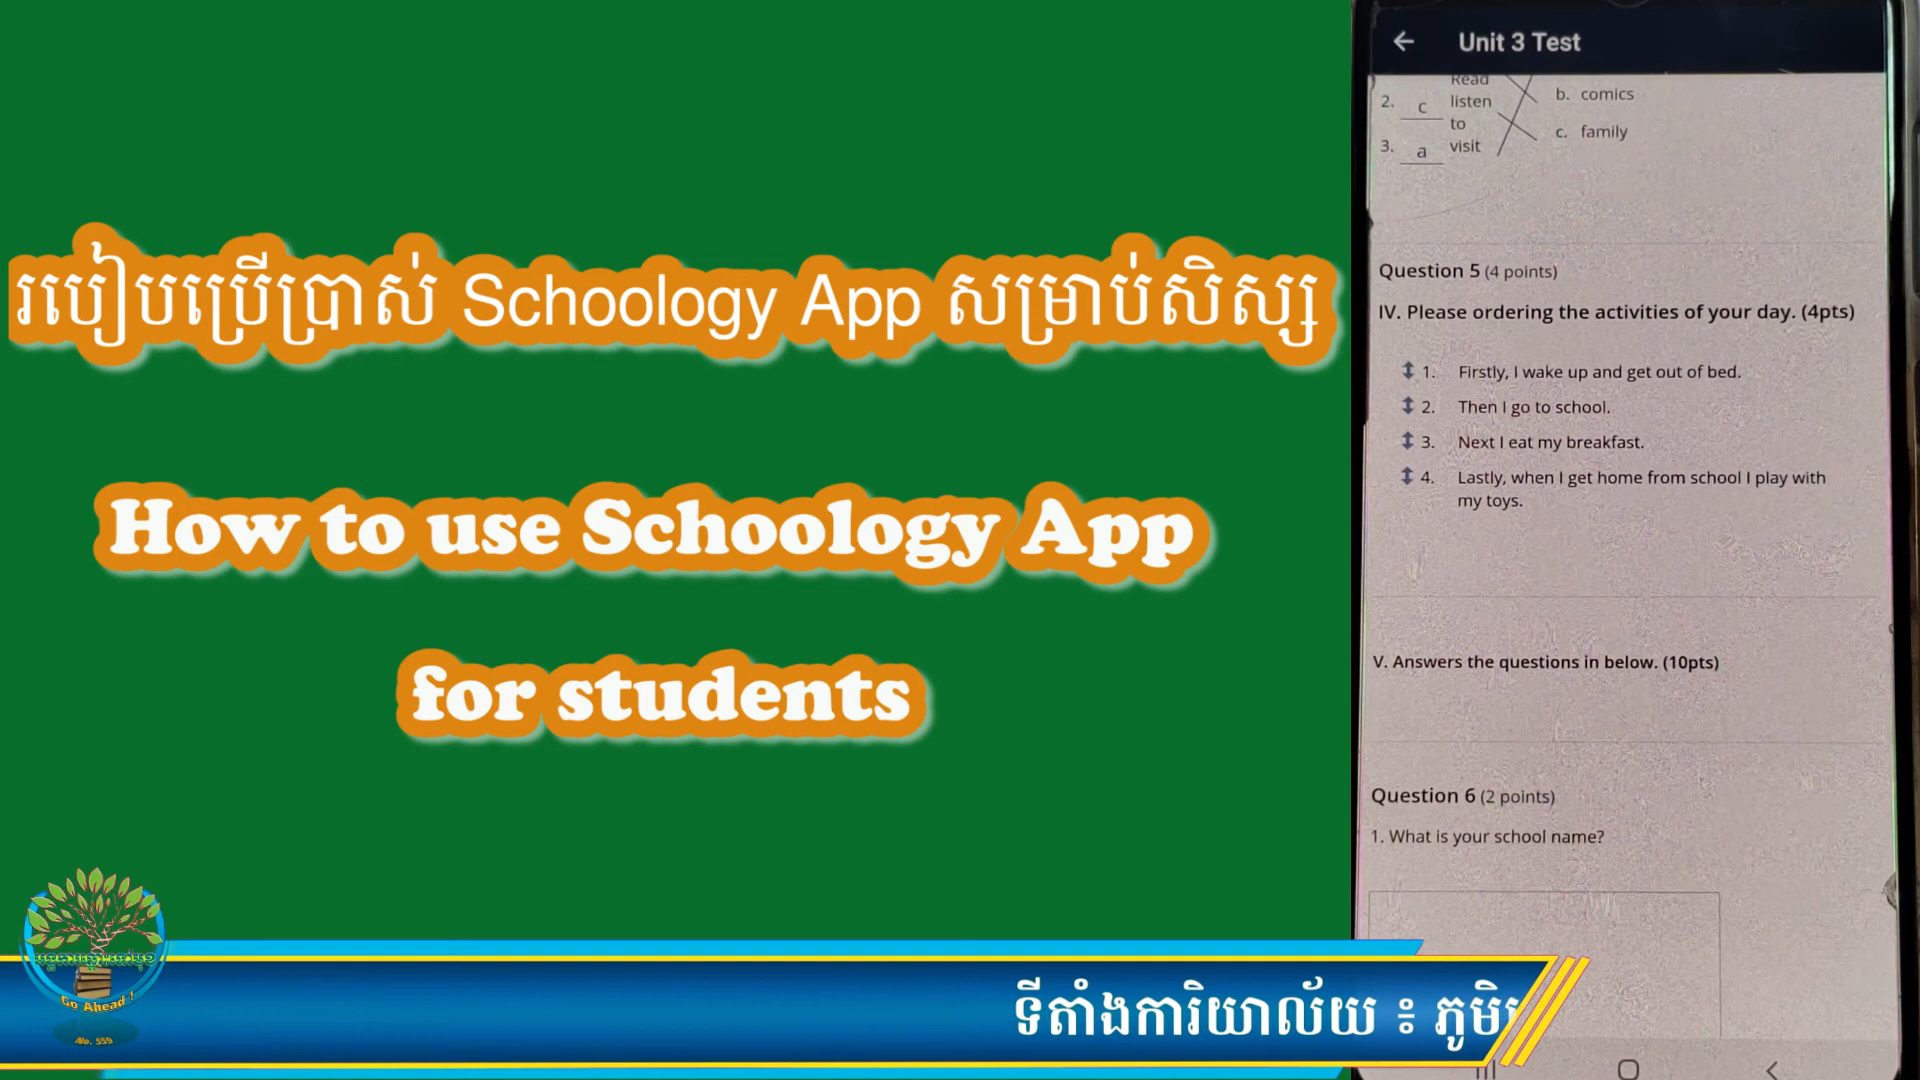 របៀបប្រើប្រាស់ Schoology App សម្រាប់សិស្ស
How to use Schoology App
for students
Unit 3 Test
Read
2. c listen to
b. comics
3. a visit
c. family
Question 5 (4 points)
IV. Please ordering the activities of your day. (4pts)
1. Firstly, I wake up and get out of bed.
2. Then I go to school.
3. Next I eat my breakfast.
4. Lastly, when I get home from school I play with
my toys.
V. Answers the questions in below. (10pts)
Question 6 (2 points)
1. What is your school name?
Go Ahead !
No. 559
ទីតាំងការិយាល័យ ៖ ភូមិ